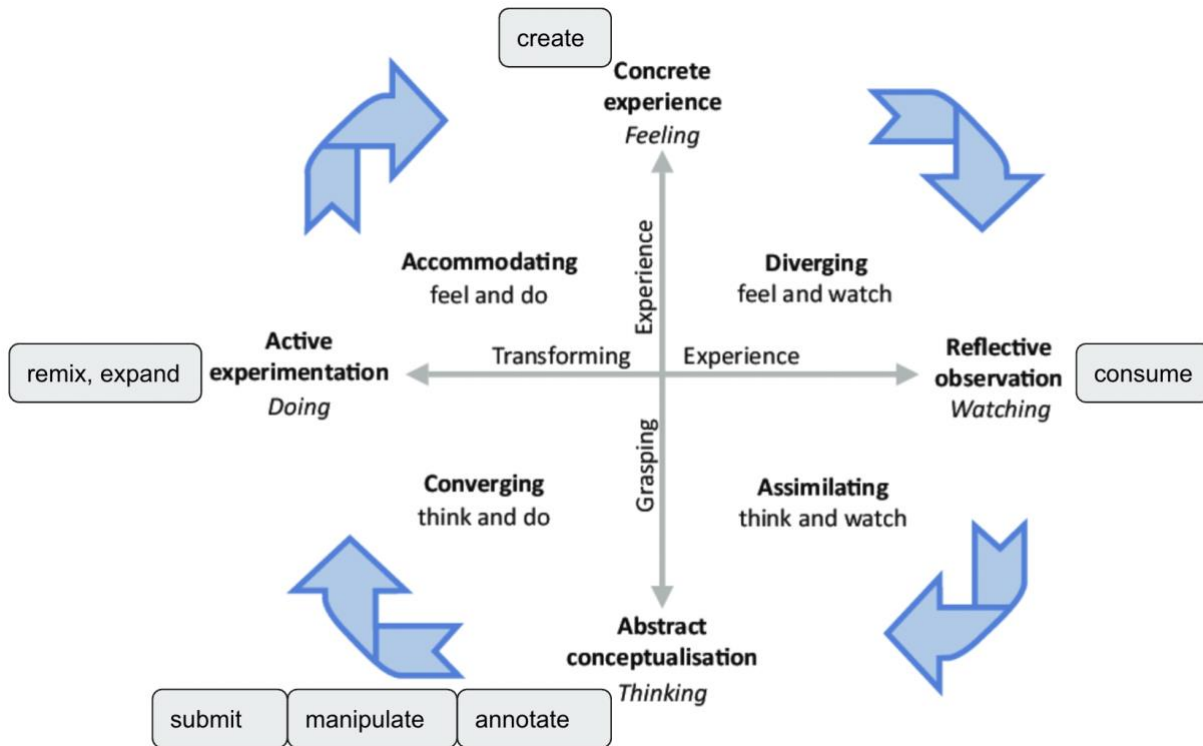 create
Concrete
experience
Feeling
Experience
Accommodating
feel and do
Diverging
feel and watch
remix, expand
Active
experimentation
Doing
Transforming
Experience
Reflective
observation
Watching
consume
Grasping
Converging
think and do
Assimilating
think and watch
Abstract
conceptualisation
Thinking
submit
manipulate
annotate